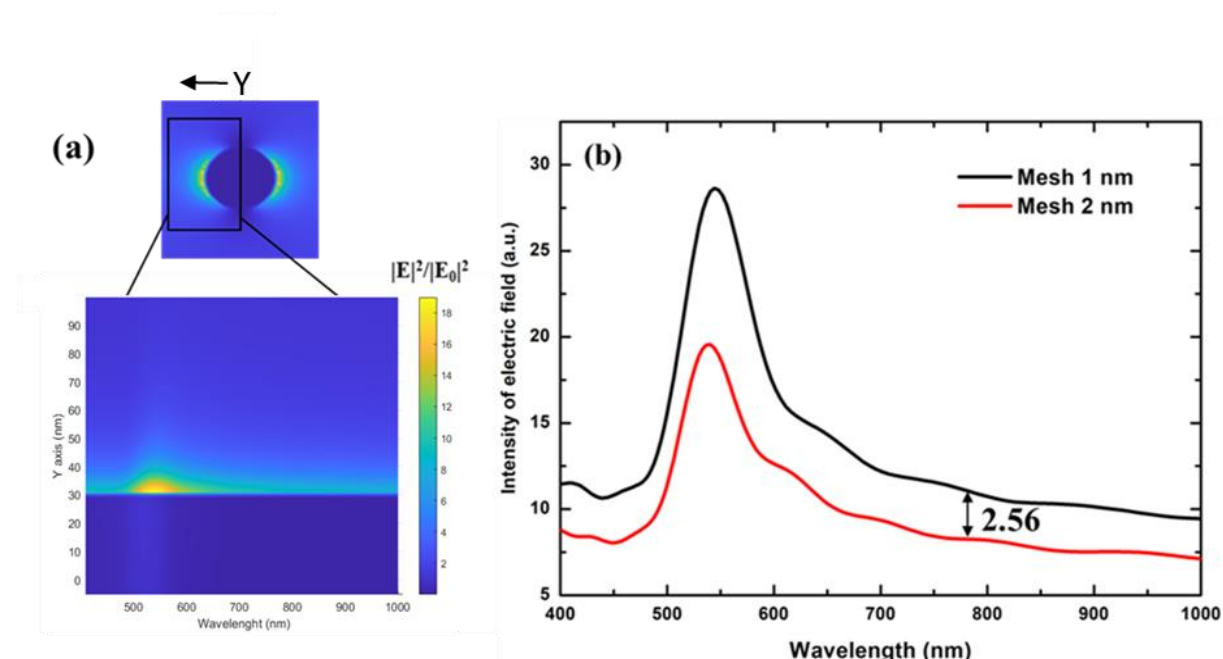 Y
(a)
|E|²/|E₀|²
90
80
70
60
50
40
30
20
10
0
Y axis (nm)
500 600 700 800 900 1000
Wavelenght (nm)
18
16
14
12
10
8
6
4
2
(b)
Mesh 1 nm
Mesh 2 nm
30
25
20
15
10
5
Intensity of electric field (a.u.)
2.56
400 500 600 700 800 900 1000
Wavelength (nm)